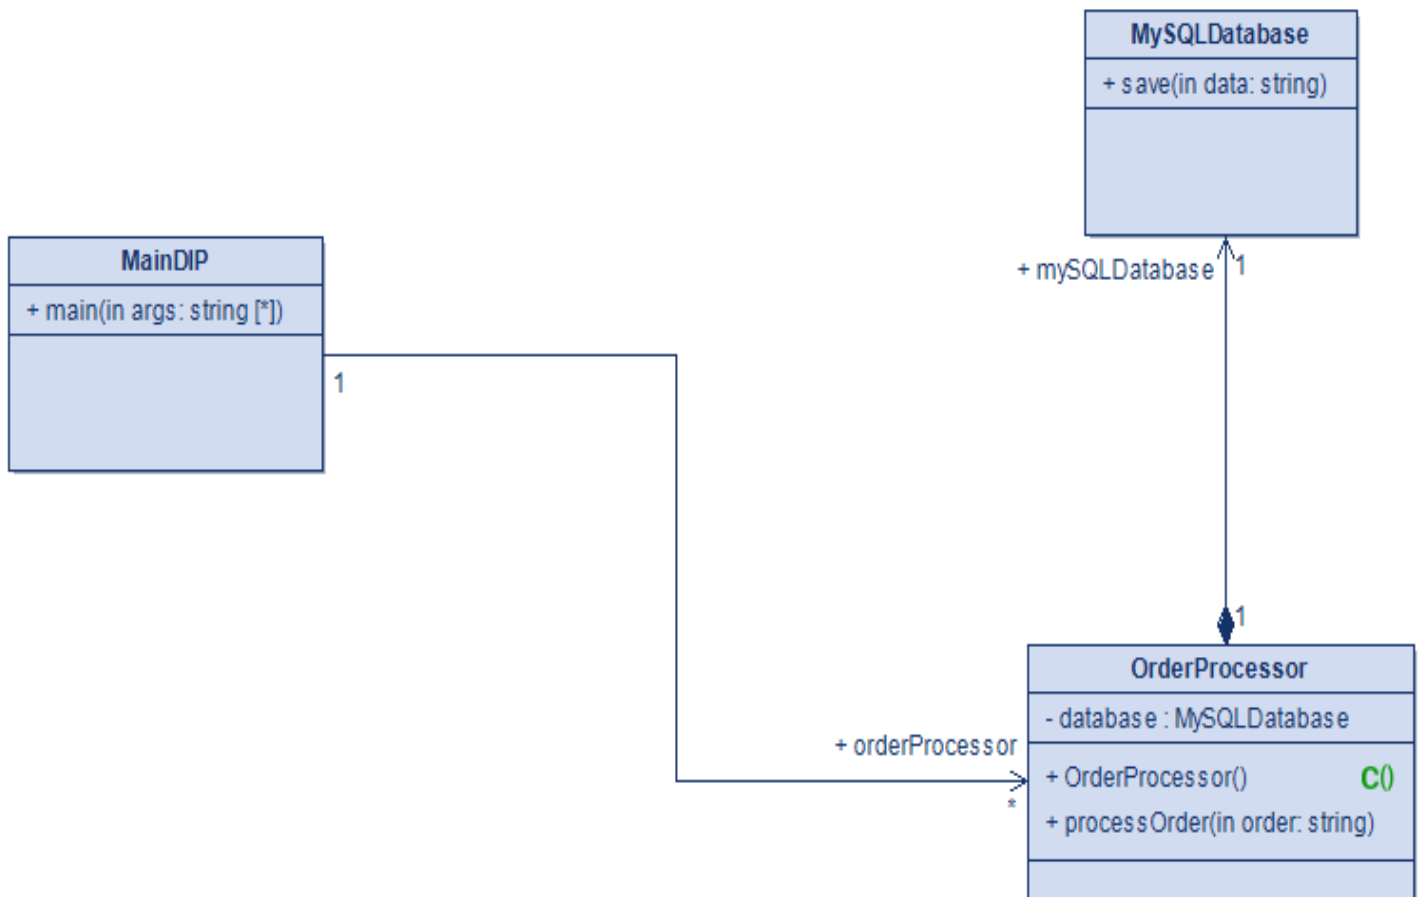 MySQLDatabase
+ save(in data: string)
MainDIP
+ main(in args: string [*])
1
+ mySQLDatabase
1
1
OrderProcessor
- database : MySQLDatabase
+ orderProcessor
*
+ OrderProcessor()
C()
+ processOrder(in order: string)